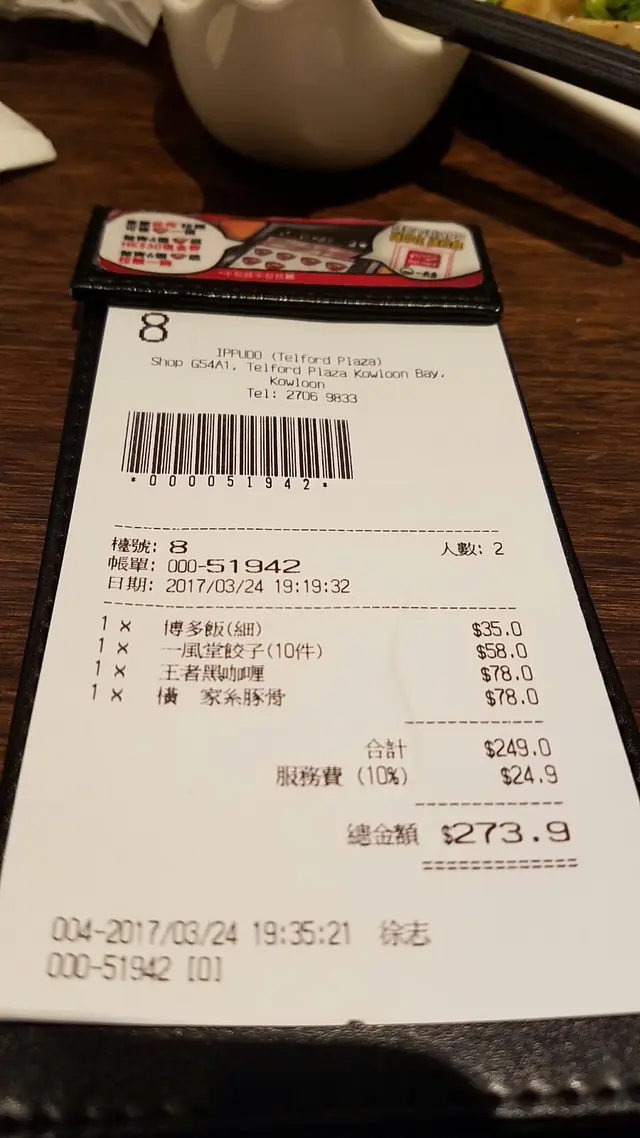 8
IPPUDO (Telford Plaza)
Shop G54A1, Telford Plaza Kowloon Bay,
Kowloon
Tel: 2706 9833
*000051942*
檯號: 8 人數: 2
帳單: 000-51942
日期: 2017/03/24 19:19:32
1 x 博多飯(細) $35.0
1 x 一風堂餃子(10件) $58.0
1 x 王者黑咖喱 $78.0
1 x 橫 家系豚骨 $78.0
合計 $249.0
服務費 (10%) $24.9
總金額 $273.9
004-2017/03/24 19:35:21 徐志
000-51942 [0]